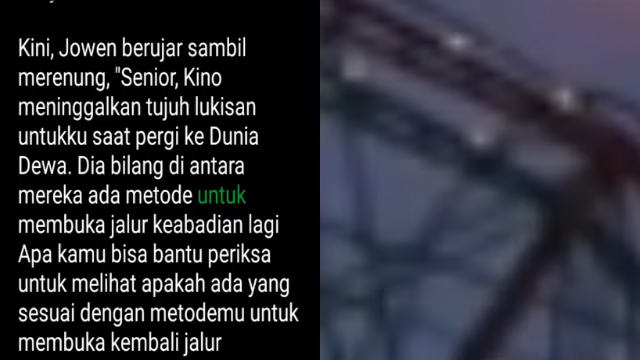 Kini, Jowen berujar sambil
merenung, "Senior, Kino
meninggalkan tujuh lukisan
untukku saat pergi ke Dunia
Dewa. Dia bilang di antara
mereka ada metode untuk
membuka jalur keabadian lagi
Apa kamu bisa bantu periksa
untuk melihat apakah ada yang
sesuai dengan metodemu untuk
membuka kembali jalur